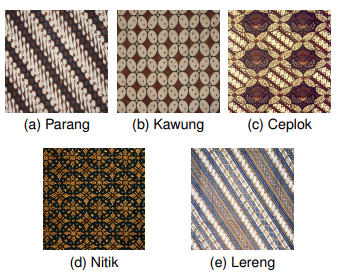 (a) Parang
(b) Kawung
(c) Ceplok
(d) Nitik
(e) Lereng